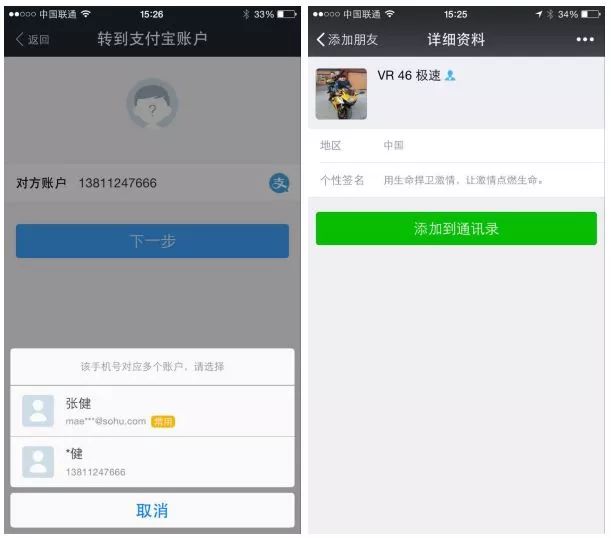 中国联通 15:26 33%
返回 转到支付宝账户
?
对方账户 13811247666 支
下一步
该手机号对应多个账户，请选择
张健
mae***@sohu.com 常用
*健
13811247666
取消
中国联通 15:25 34%
添加朋友 详细资料
VR 46 极速
地区 中国
个性签名 用生命捍卫激情，让激情点燃生命。
添加到通讯录